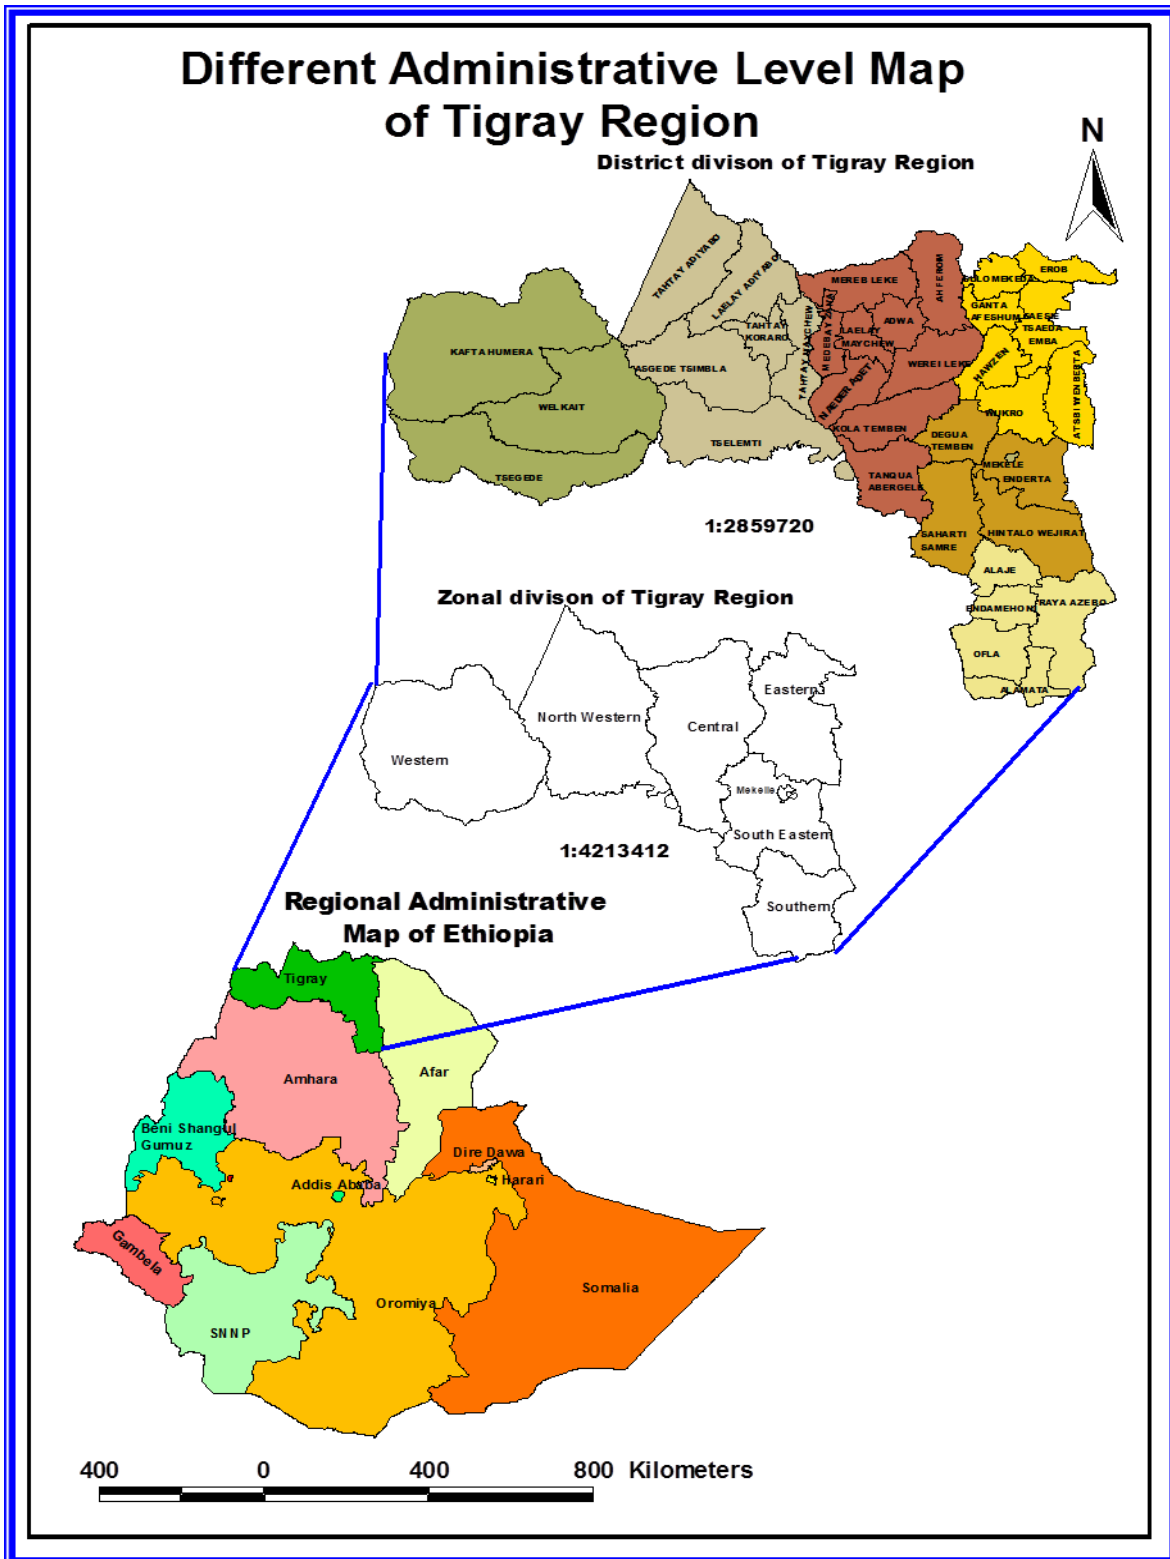 Different Administrative Level Map
of Tigray Region
N
District divison of Tigray Region
TAHTAY ADIYABO
LAELAY ADIYABO
MEREB LEKE
AHFEROM
GULOMEKEDA
EROB
GANTA
AFESHUM
SAESIE
TSAEDA
EMBA
KAFTA HUMERA
TAHTAY
KORARO
TAHTAY MAYCHEW
MEDEBAY ZANA
LAELAY
MAYCHEW
ADWA
WEREI LEKE
HAWZEN
ATSBI WENBERTA
ASGEDE TSIMBLA
NAEDER ADET
WELKAIT
WUKRO
KOLA TEMBEN
DEGUA
TEMBEN
TSELEMTI
TSEGEDE
TANQUA
ABERGELE
MEKELE
ENDERTA
1:2859720
SAHARTI
SAMRE
HINTALO WEJIRAT
ALAJE
ENDAMEHONI
RAYA AZEBO
OFLA
ALAMATA
Zonal divison of Tigray Region
Western
North Western
Central
Eastern
Mekelle
South Eastern
Southern
1:4213412
Regional Administrative
Map of Ethiopia
Tigray
Amhara
Afar
Beni Shangul
Gumuz
Dire Dawa
Harari
Addis Ababa
Gambela
Somalia
Oromiya
SNNP
400 0 400 800 Kilometers